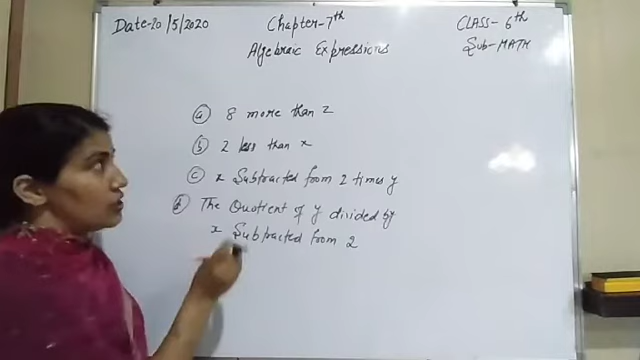 Date-20/5/2020 Chapter-7th CLASS-6th
Algebraic Expressions Sub-MATH
(a) 8 more than z
(b) 2 less than x
(c) x Subtracted from 2 times y
(d) The Quotient of y divided by
x Subtracted from 2